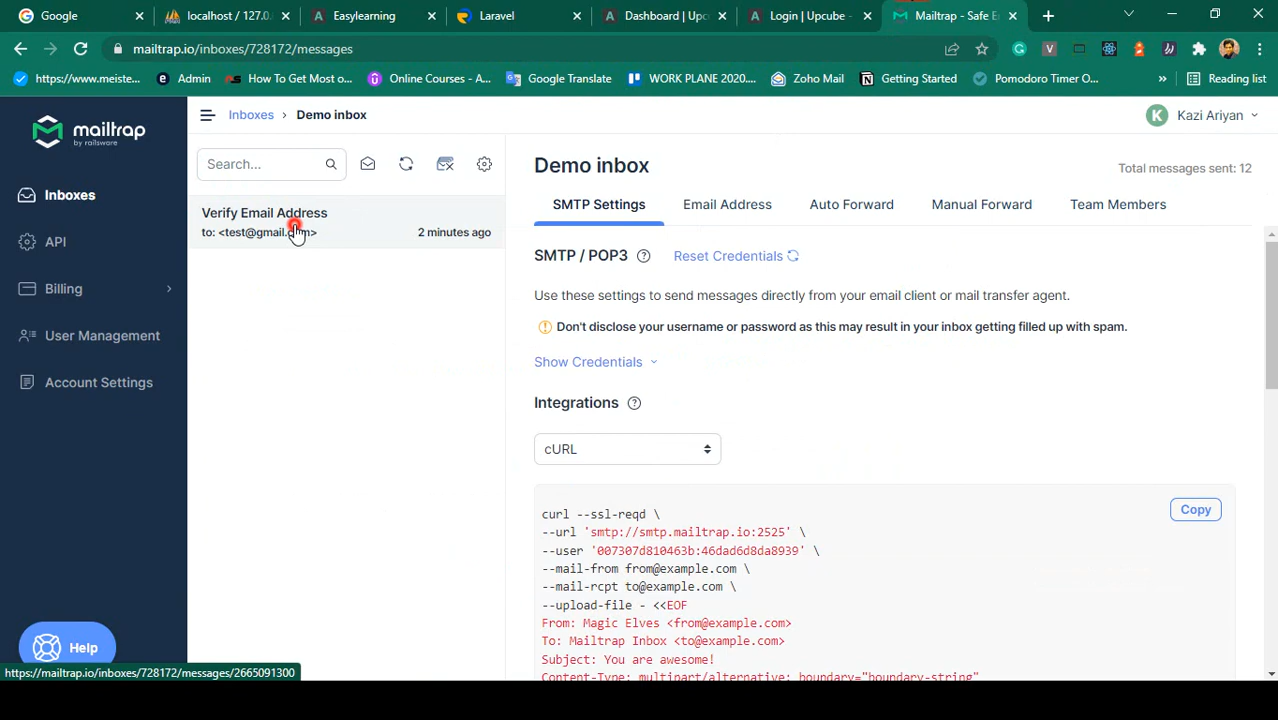 Google
localhost / 127.0.
Easylearning
Laravel
Dashboard | Upc
Login | Upcube -
Mailtrap - Safe E
mailtrap.io/inboxes/728172/messages
https://www.meiste...
Admin
How To Get Most o...
Online Courses - A...
Google Translate
WORK PLANE 2020....
Zoho Mail
Getting Started
Pomodoro Timer O...
»
Reading list
mailtrap
by railsware
Inboxes
API
Billing
User Management
Account Settings
Help
Inboxes › Demo inbox
Kazi Ariyan
Search...
Verify Email Address
to: <test@gmail.com>
2 minutes ago
Demo inbox
Total messages sent: 12
SMTP Settings
Email Address
Auto Forward
Manual Forward
Team Members
SMTP / POP3
Reset Credentials
Use these settings to send messages directly from your email client or mail transfer agent.
Don't disclose your username or password as this may result in your inbox getting filled up with spam.
Show Credentials
Integrations
cURL
Copy
curl --ssl-reqd \
--url 'smtp://smtp.mailtrap.io:2525' \
--user '007307d810463b:46dad6d8da8939' \
--mail-from from@example.com \
--mail-rcpt to@example.com \
--upload-file - <<EOF
From: Magic Elves <from@example.com>
To: Mailtrap Inbox <to@example.com>
Subject: You are awesome!
Content-Type: multipart/alternative; boundary="boundary-string"
https://mailtrap.io/inboxes/728172/messages/2665091300